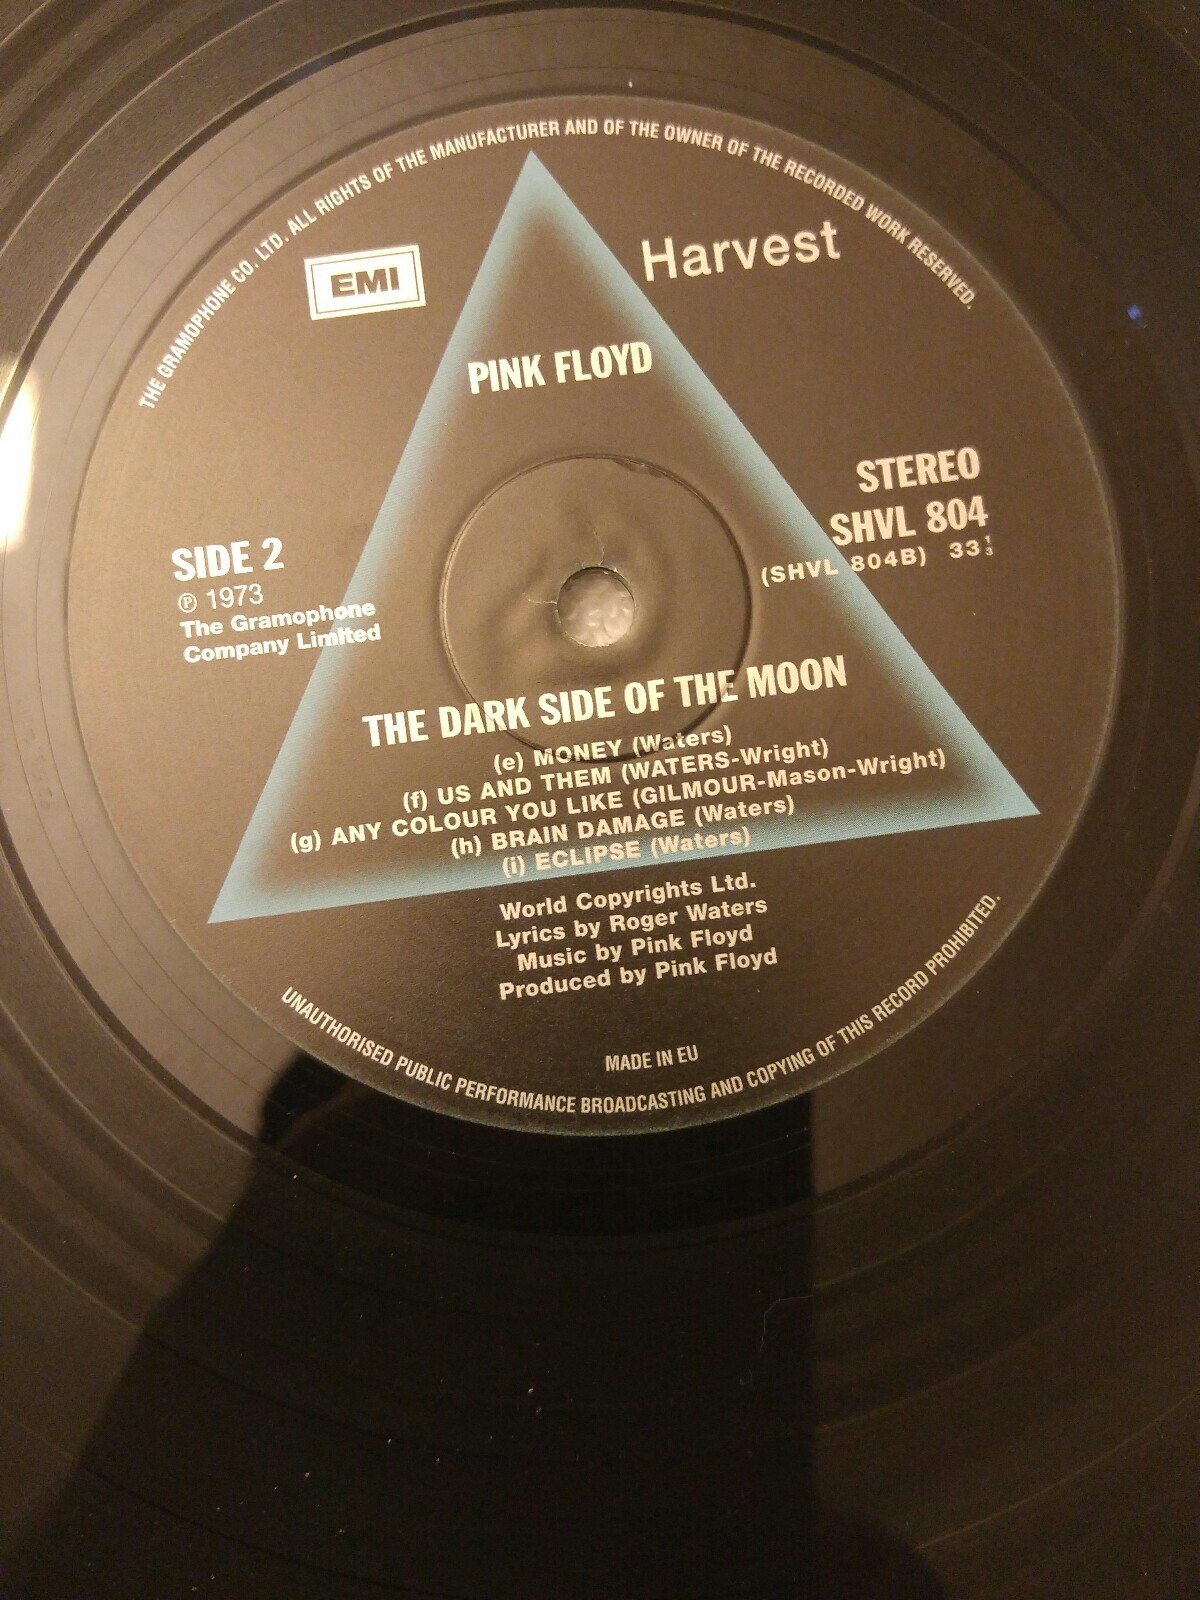 THE GRAMOPHONE CO. LTD. ALL RIGHTS OF THE MANUFACTURER AND OF THE OWNER OF THE RECORDED WORK RESERVED.
EMI
Harvest
PINK FLOYD
STEREO
SHVL 804
(SHVL 804B) 33⅓
SIDE 2
℗ 1973
The Gramophone
Company Limited
THE DARK SIDE OF THE MOON
(e) MONEY (Waters)
(f) US AND THEM (WATERS-Wright)
(g) ANY COLOUR YOU LIKE (GILMOUR-Mason-Wright)
(h) BRAIN DAMAGE (Waters)
(i) ECLIPSE (Waters)
World Copyrights Ltd.
Lyrics by Roger Waters
Music by Pink Floyd
Produced by Pink Floyd
MADE IN EU
UNAUTHORISED PUBLIC PERFORMANCE BROADCASTING AND COPYING OF THIS RECORD PROHIBITED.